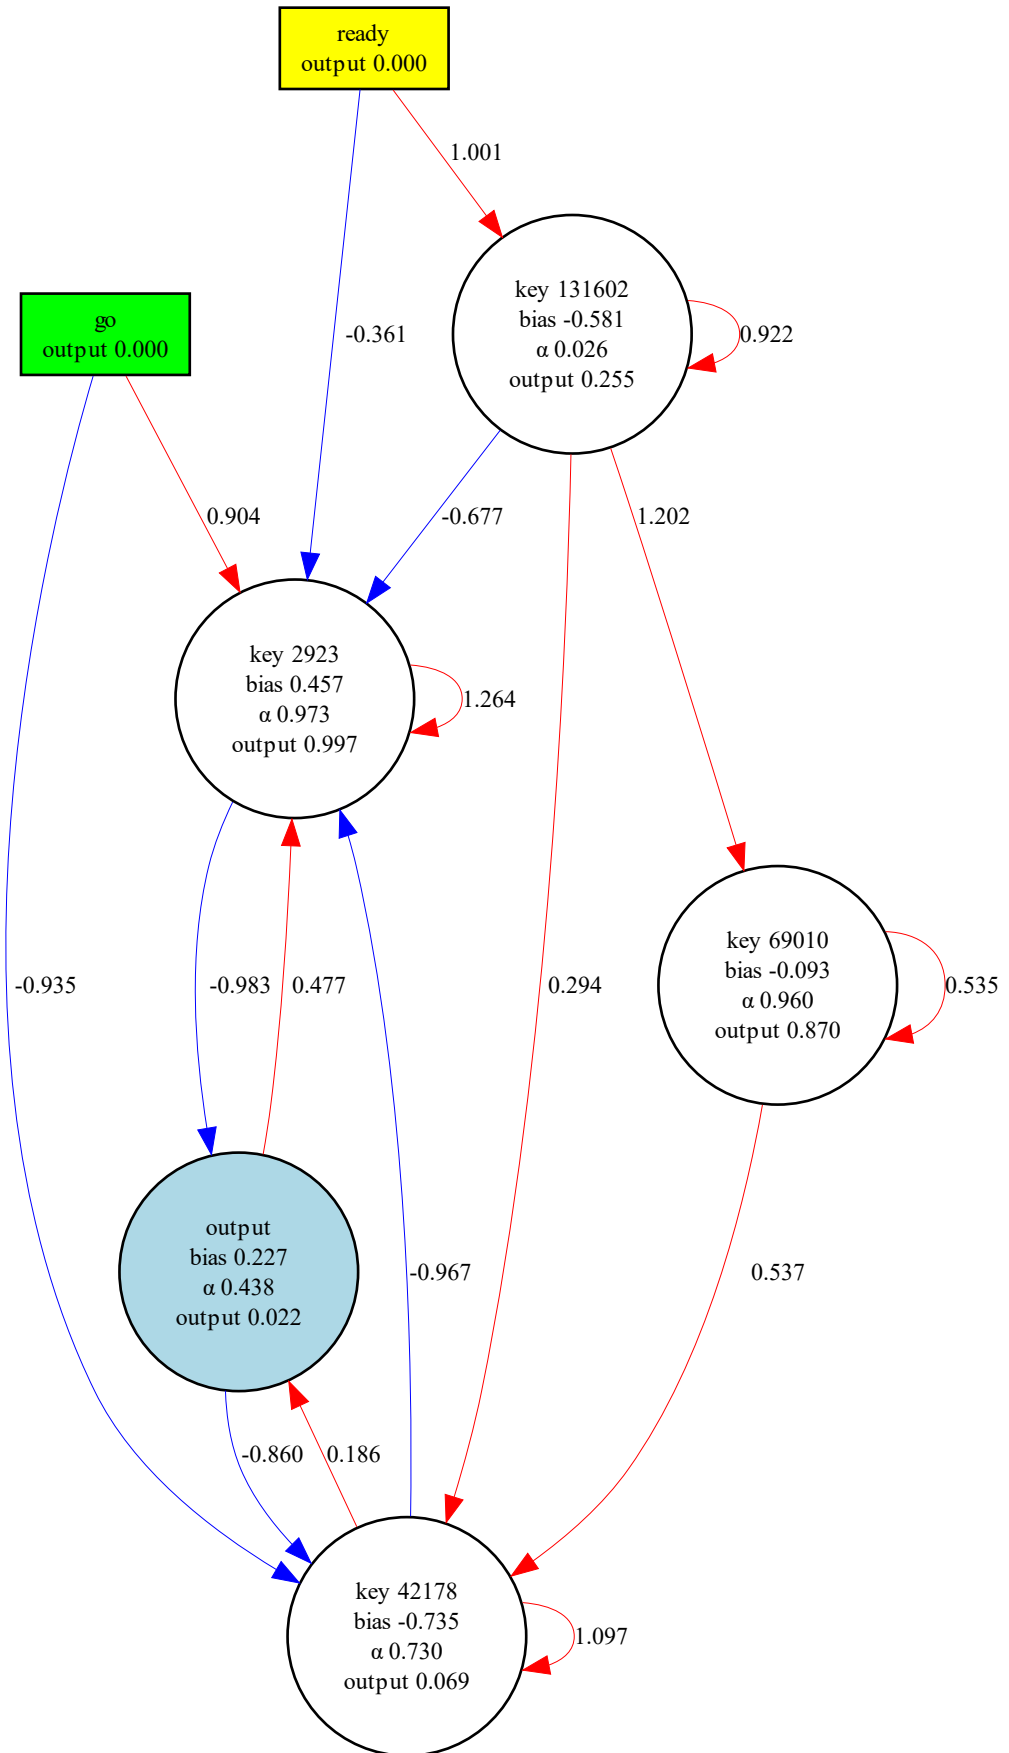 ready
output 0.000
1.001
go
output 0.000
-0.361
key 131602
bias -0.581
α 0.026
output 0.255
0.922
0.904
-0.677
1.202
key 2923
bias 0.457
α 0.973
output 0.997
1.264
-0.935
-0.983
0.477
0.294
key 69010
bias -0.093
α 0.960
output 0.870
0.535
output
bias 0.227
α 0.438
output 0.022
-0.967
0.537
-0.860
0.186
key 42178
bias -0.735
α 0.730
output 0.069
1.097